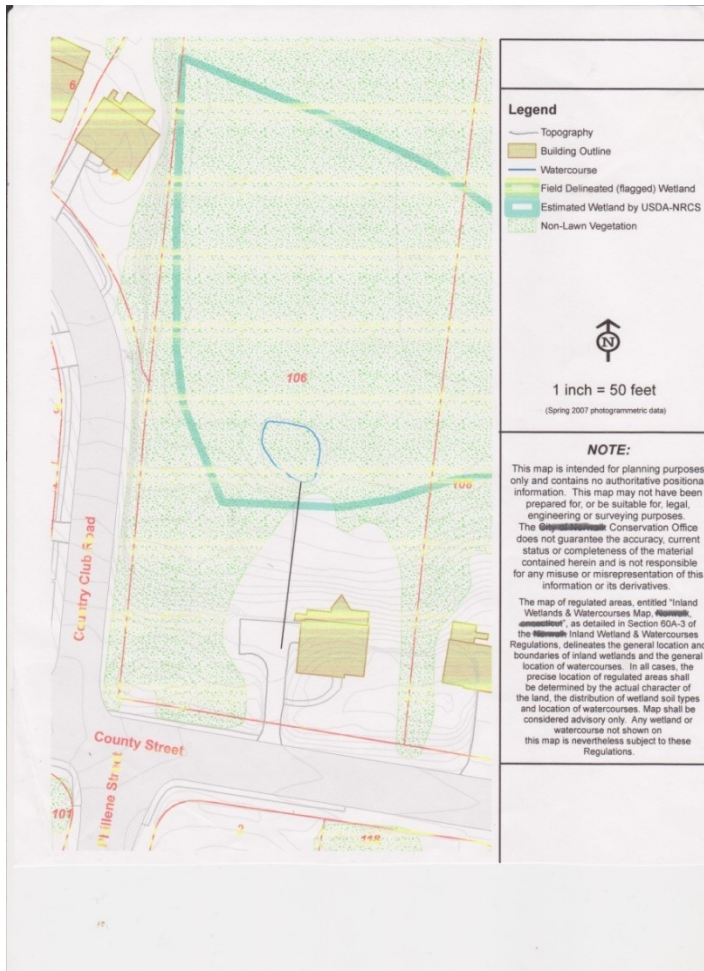 6
4
106
108
Country Club Road
County Street
Phillene Street
101
2
118
Legend
Topography
Building Outline
Watercourse
Field Delineated (flagged) Wetland
Estimated Wetland by USDA-NRCS
Non-Lawn Vegetation
N
1 inch = 50 feet
(Spring 2007 photogrammetric data)
NOTE:
This map is intended for planning purposes
only and contains no authoritative positional
information. This map may not have been
prepared for, or be suitable for, legal,
engineering or surveying purposes.
The Conservation Office
does not guarantee the accuracy, current
status or completeness of the material
contained herein and is not responsible
for any misuse or misrepresentation of this
information or its derivatives.
The map of regulated areas, entitled "Inland
Wetlands & Watercourses Map,
", as detailed in Section 60A-3 of
the Inland Wetland & Watercourses
Regulations, delineates the general location and
boundaries of inland wetlands and the general
location of watercourses. In all cases, the
precise location of regulated areas shall
be determined by the actual character of
the land, the distribution of wetland soil types
and location of watercourses. Map shall be
considered advisory only. Any wetland or
watercourse not shown on
this map is nevertheless subject to these
Regulations.